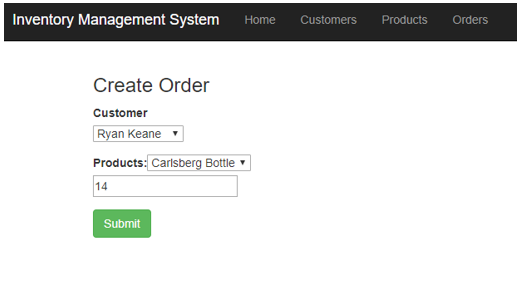 Inventory Management System Home Customers Products Orders
Create Order
Customer
Ryan Keane
Products: Carlsberg Bottle
14
Submit